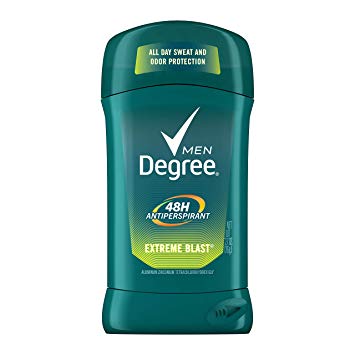 ALL DAY SWEAT AND
ODOR PROTECTION
MEN
Degree®
48H
ANTIPERSPIRANT
EXTREME BLAST®